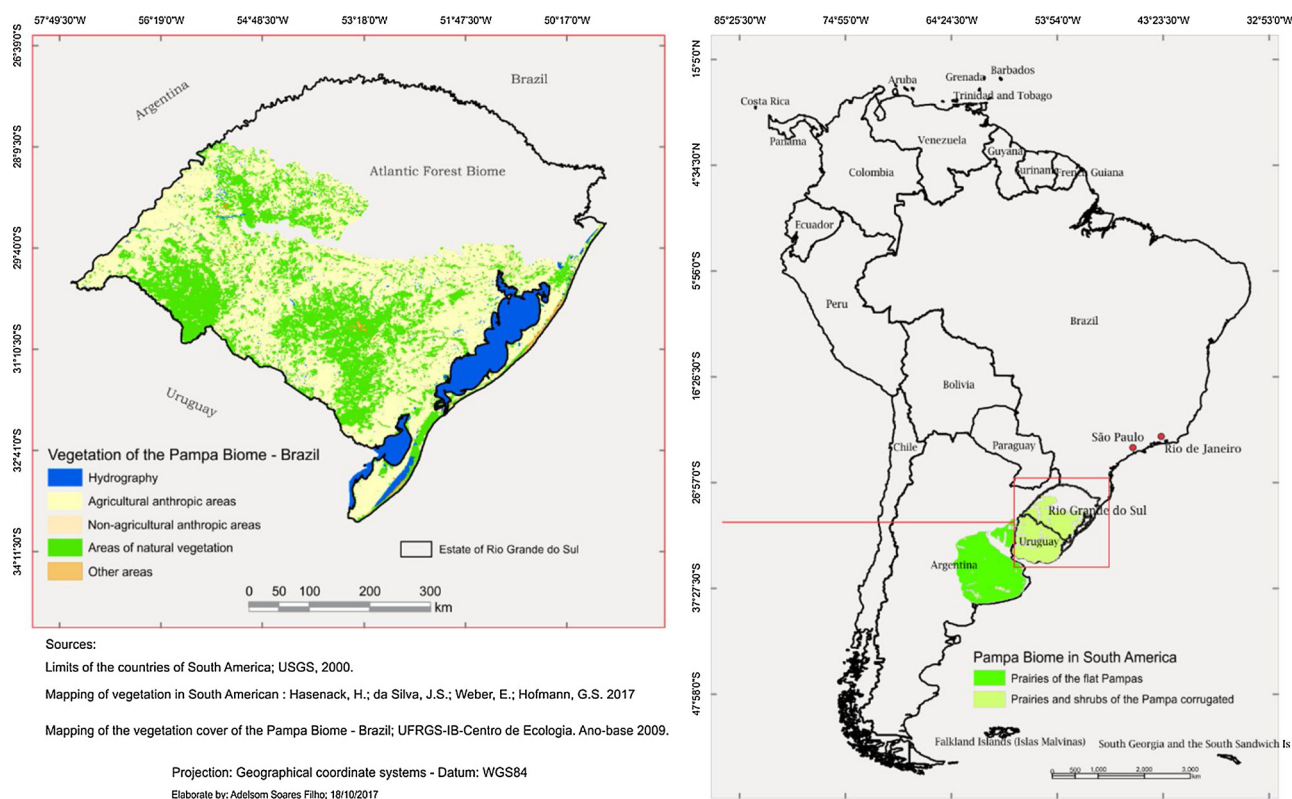 57°49'30"W 56°19'0"W 54°48'30"W 53°18'0"W 51°47'30"W 50°17'0"W
26°39'0"S
28°9'30"S
29°40'0"S
31°10'30"S
32°41'0"S
34°11'30"S
Argentina
Brazil
Atlantic Forest Biome
Uruguay
Vegetation of the Pampa Biome - Brazil
Hydrography
Agricultural anthropic areas
Non-agricultural anthropic areas
Areas of natural vegetation
Other areas
Estate of Rio Grande do Sul
0 50 100 200 300
km
Sources:
Limits of the countries of South America; USGS, 2000.
Mapping of vegetation in South American : Hasenack, H.; da Silva, J.S.; Weber, E.; Hofmann, G.S. 2017
Mapping of the vegetation cover of the Pampa Biome - Brazil; UFRGS-IB-Centro de Ecologia. Ano-base 2009.
Projection: Geographical coordinate systems - Datum: WGS84
Elaborate by: Adelsom Soares Filho; 18/10/2017
85°25'30"W 74°55'0"W 64°24'30"W 53°54'0"W 43°23'30"W 32°53'0"W
15°5'0"N
4°34'30"N
5°56'0"S
16°26'30"S
26°57'0"S
37°27'30"S
47°58'0"S
Costa Rica
Panama
Aruba
Grenada
Barbados
Trinidad and Tobago
Venezuela
Guyana
Suriname
French Guiana
Colombia
Ecuador
Peru
Brazil
Bolivia
Chile
Paraguay
São Paulo
Rio de Janeiro
Rio Grande do Sul
Uruguay
Argentina
Pampa Biome in South America
Prairies of the flat Pampas
Prairies and shrubs of the Pampa corrugated
Falkland Islands (Islas Malvinas)
South Georgia and the South Sandwich Is
0 500 1,000 2,000 3,000
km